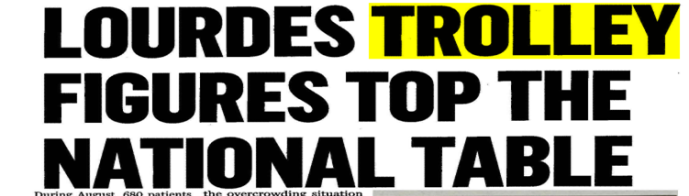 LOURDES TROLLEY
FIGURES TOP THE
NATIONAL TABLE
During August, 680 patients the overcrowding situation